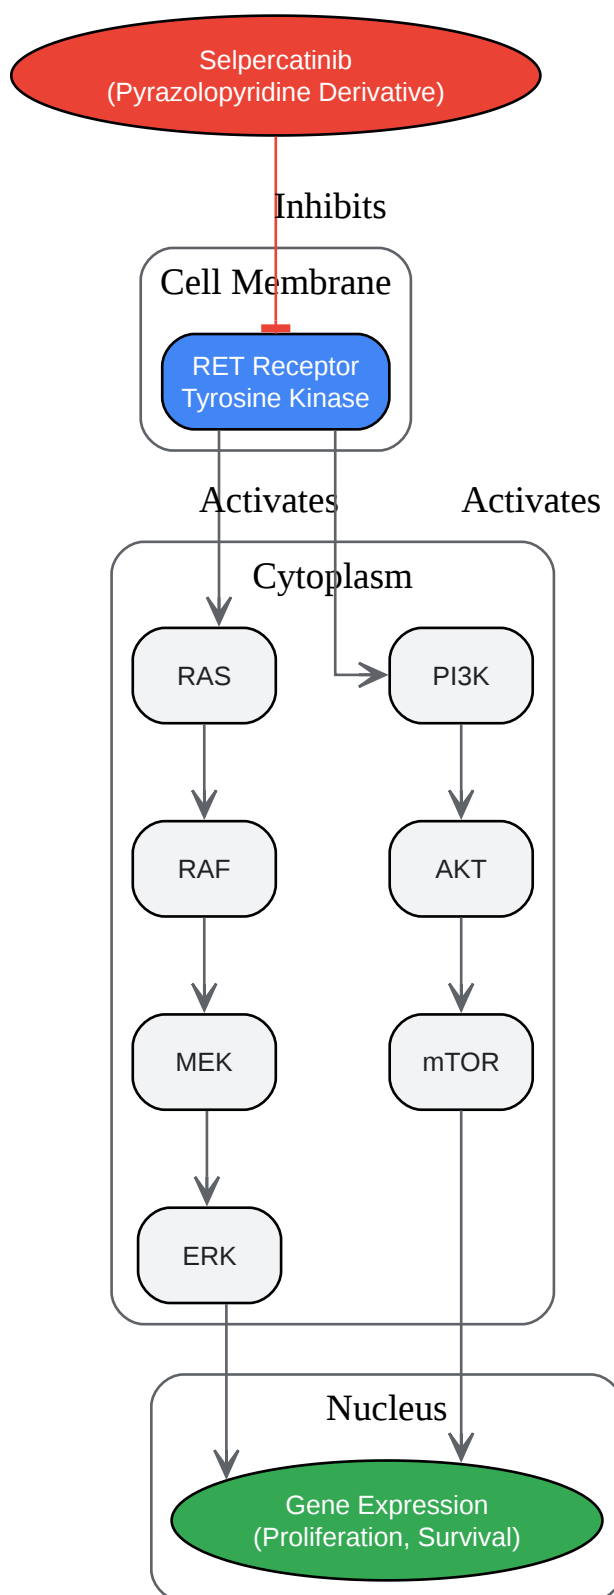 Selpercatinib
(Pyrazolopyridine Derivative)
Inhibits
Cell Membrane
RET Receptor
Tyrosine Kinase
Activates
Activates
Cytoplasm
RAS
PI3K
RAF
AKT
MEK
mTOR
ERK
Nucleus
Gene Expression
(Proliferation, Survival)